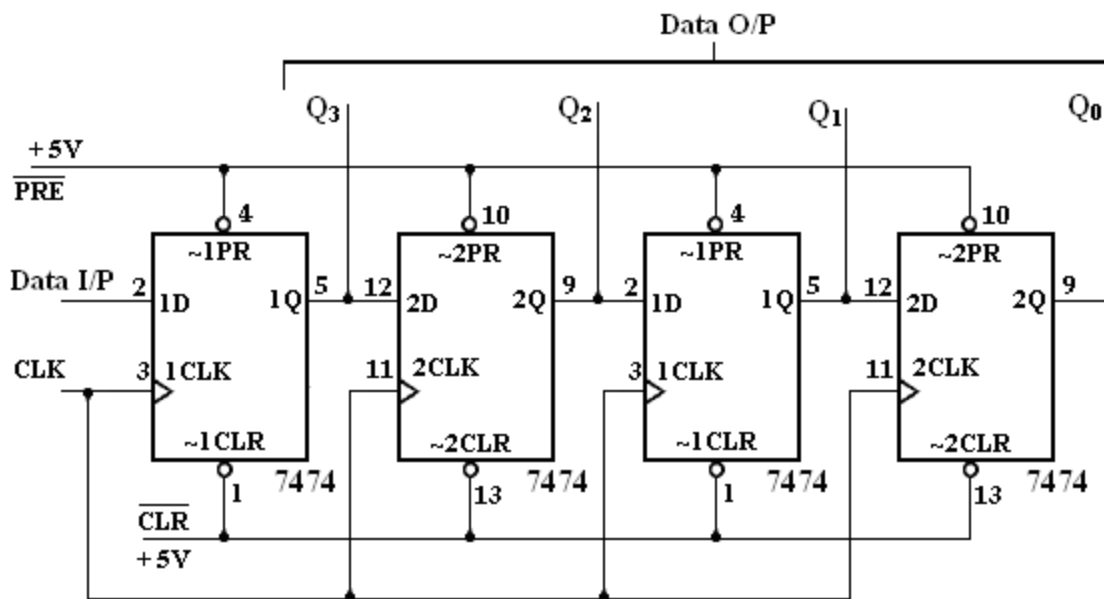 Data O/P
Q3 Q2 Q1 Q0
+5V
PRE
4 10 4 10
~1PR ~2PR ~1PR ~2PR
Data I/P 2 1D 1Q 5 12 2D 2Q 9 2 1D 1Q 5 12 2D 2Q 9
CLK 3 1CLK 11 2CLK 3 1CLK 11 2CLK
~1CLR ~2CLR ~1CLR ~2CLR
1 7474 13 7474 1 7474 13 7474
CLR
+5V